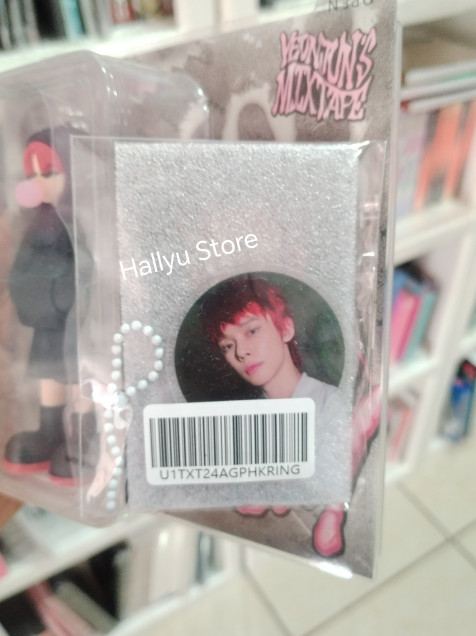 YEONJUN'S
MIXTAPE
Hallyu Store
U1TXT24AGPHKRING